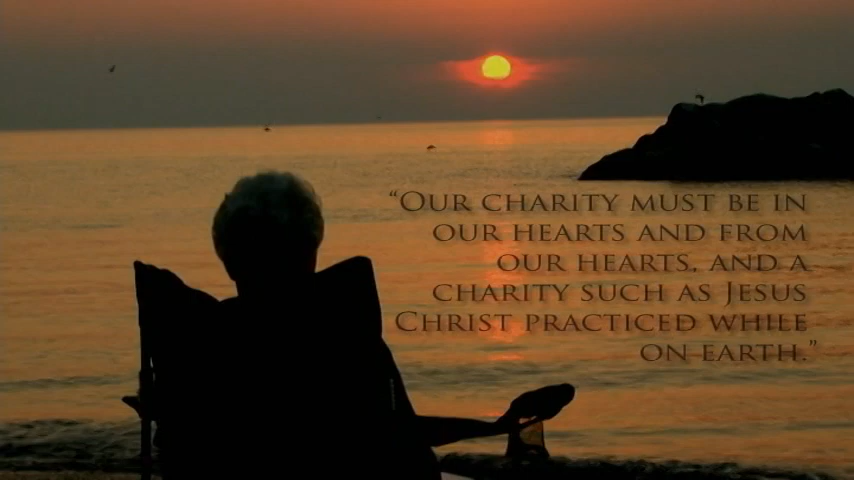 “Our charity must be in
our hearts and from
our hearts, and a
charity such as Jesus
Christ practiced while
on earth.”